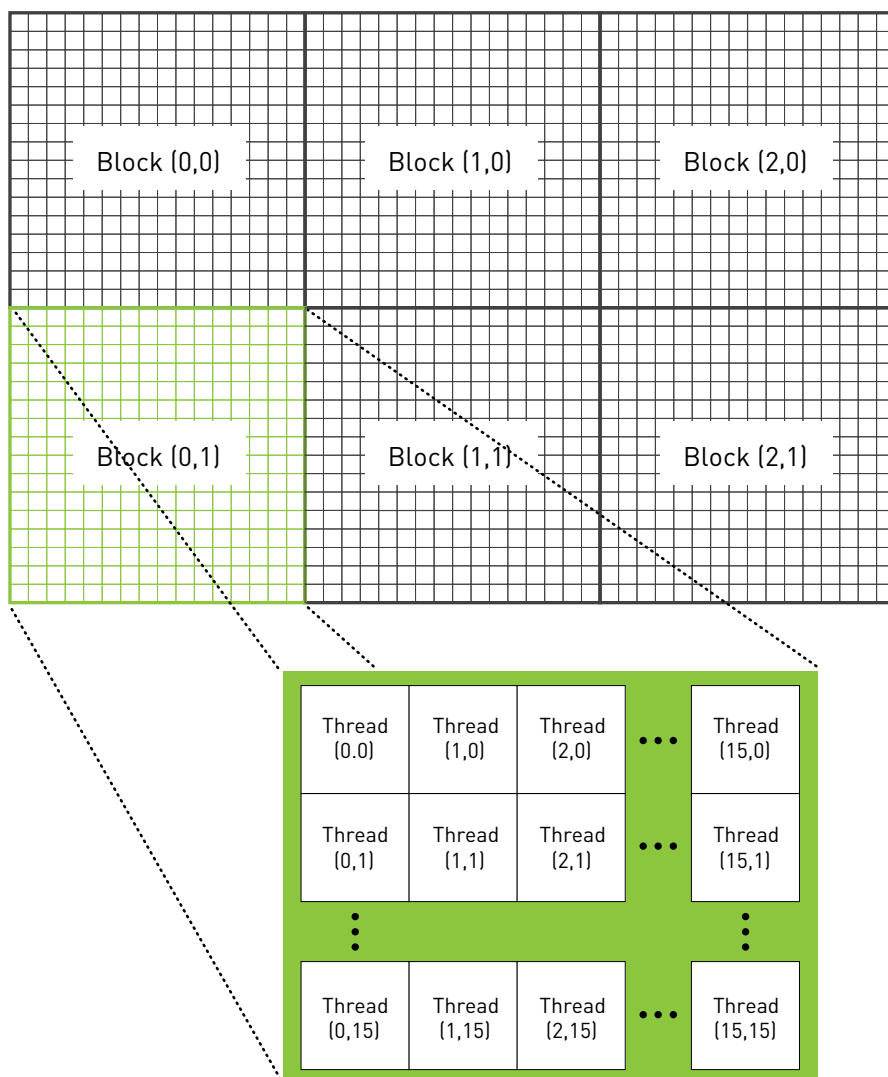 Block (0,0)
Block (1,0)
Block (2,0)
Block (0,1)
Block (1,1)
Block (2,1)
Thread
(0.0)
Thread
(1,0)
Thread
(2,0)
Thread
(15,0)
Thread
(0,1)
Thread
(1,1)
Thread
(2,1)
Thread
(15,1)
Thread
(0,15)
Thread
(1,15)
Thread
(2,15)
Thread
(15,15)